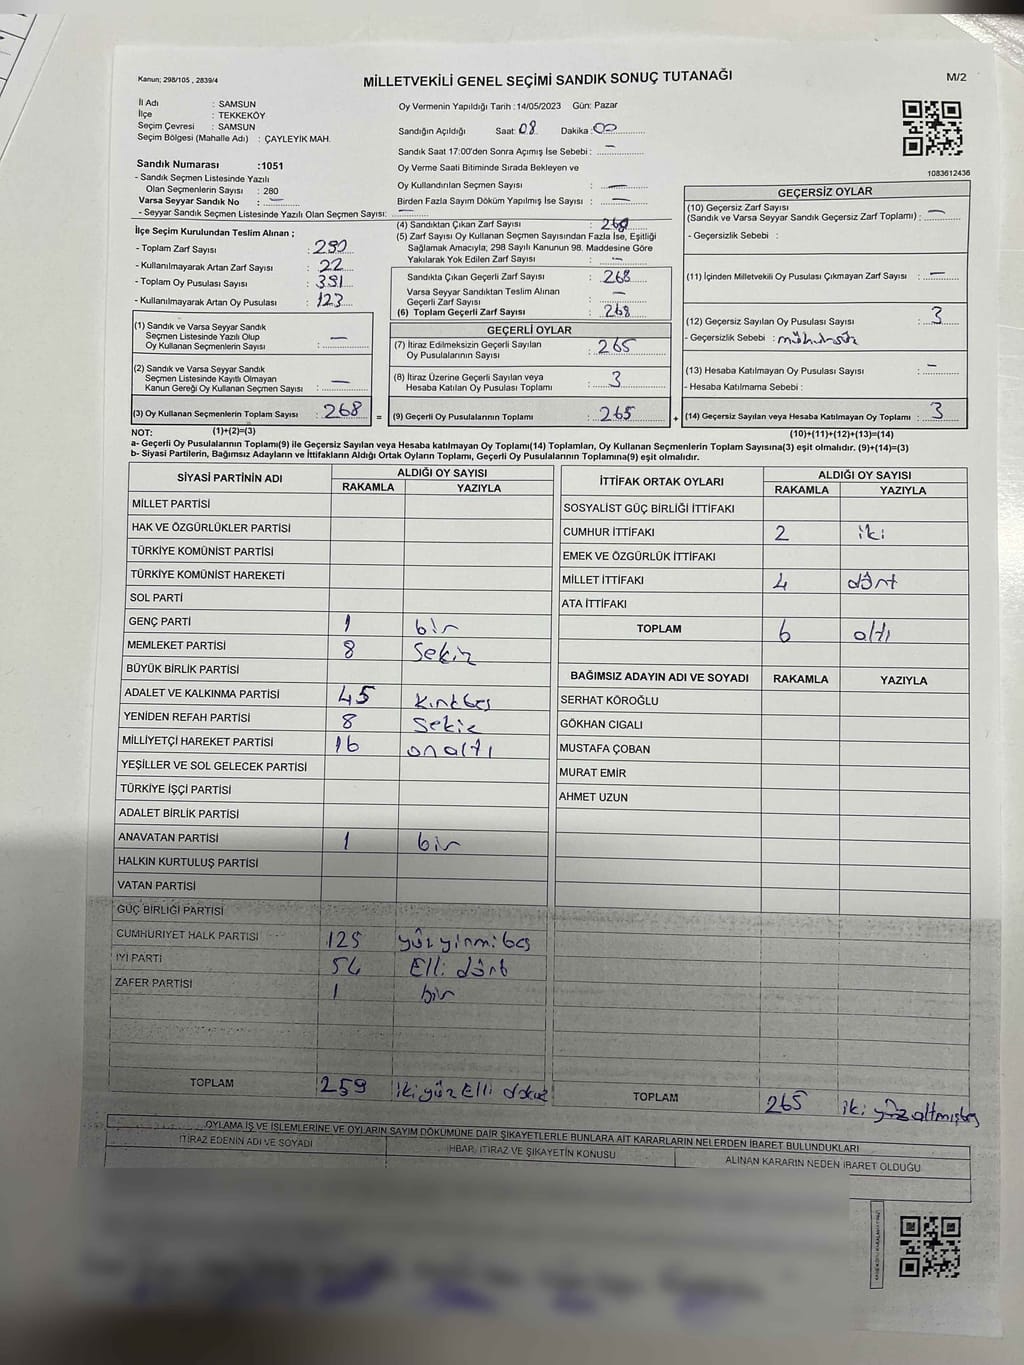 Kanun; 298/105 , 2839/4
MİLLETVEKİLİ GENEL SEÇİMİ SANDIK SONUÇ TUTANAĞI
M/2
İl Adı : SAMSUN
İlçe : TEKKEKÖY
Seçim Çevresi : SAMSUN
Seçim Bölgesi (Mahalle Adı) : ÇAYLEYİK MAH.
Oy Vermenin Yapıldığı Tarih : 14/05/2023 Gün: Pazar
Sandığın Açıldığı Saat: 08 Dakika : 00
Sandık Saat 17:00'den Sonra Açımış İse Sebebi : —
Oy Verme Saati Bitiminde Sırada Bekleyen ve
Oy Kullandırılan Seçmen Sayısı : —
Birden Fazla Sayım Döküm Yapılmış İse Sayısı : —
1083612436
Sandık Numarası :1051
- Sandık Seçmen Listesinde Yazılı
Olan Seçmenlerin Sayısı : 280
Varsa Seyyar Sandık No : —
- Seyyar Sandık Seçmen Listesinde Yazılı Olan Seçmen Sayısı: —
İlçe Seçim Kurulundan Teslim Alınan ;
- Toplam Zarf Sayısı : 290
- Kullanılmayarak Artan Zarf Sayısı : 22
- Toplam Oy Pusulası Sayısı : 391
- Kullanılmayarak Artan Oy Pusulası : 123
(1) Sandık ve Varsa Seyyar Sandık
Seçmen Listesinde Yazılı Olup
Oy Kullanan Seçmenlerin Sayısı : —
(2) Sandık ve Varsa Seyyar Sandık
Seçmen Listesinde Kayıtlı Olmayan
Kanun Gereği Oy Kullanan Seçmen Sayısı : —
(3) Oy Kullanan Seçmenlerin Toplam Sayısı : 268 =
(1)+(2)=(3)
(4) Sandıktan Çıkan Zarf Sayısı : 268
(5) Zarf Sayısı Oy Kullanan Seçmen Sayısından Fazla İse, Eşitliği
Sağlamak Amacıyla; 298 Sayılı Kanunun 98. Maddesine Göre
Yakılarak Yok Edilen Zarf Sayısı : —
Sandıkta Çıkan Geçerli Zarf Sayısı : 268
Varsa Seyyar Sandıktan Teslim Alınan
Geçerli Zarf Sayısı : —
(6) Toplam Geçerli Zarf Sayısı : 268
GEÇERLİ OYLAR
(7) İtiraz Edilmeksizin Geçerli Sayılan
Oy Pusulalarının Sayısı : 265
(8) İtiraz Üzerine Geçerli Sayılan veya
Hesaba Katılan Oy Pusulası Toplamı : 3
(9) Geçerli Oy Pusulalarının Toplamı : 265 +
GEÇERSİZ OYLAR
(10) Geçersiz Zarf Sayısı
(Sandık ve Varsa Seyyar Sandık Geçersiz Zarf Toplamı) : —
- Geçersizlik Sebebi :
(11) İçinden Milletvekili Oy Pusulası Çıkmayan Zarf Sayısı : —
(12) Geçersiz Sayılan Oy Pusulası Sayısı : 3
- Geçersizlik Sebebi : mühürsüz
(13) Hesaba Katılmayan Oy Pusulası Sayısı : —
- Hesaba Katılmama Sebebi :
(14) Geçersiz Sayılan veya Hesaba Katılmayan Oy Toplamı : 3
(10)+(11)+(12)+(13)=(14)
NOT:
a- Geçerli Oy Pusulalarının Toplamı(9) ile Geçersiz Sayılan veya Hesaba katılmayan Oy Toplamı(14) Toplamları, Oy Kullanan Seçmenlerin Toplam Sayısına(3) eşit olmalıdır. (9)+(14)=(3)
b- Siyasi Partilerin, Bağımsız Adayların ve İttifakların Aldığı Ortak Oyların Toplamı, Geçerli Oy Pusulalarının Toplamına(9) eşit olmalıdır.
SİYASİ PARTİNİN ADI ALDIĞI OY SAYISI
RAKAMLA YAZIYLA
MİLLET PARTİSİ
HAK VE ÖZGÜRLÜKLER PARTİSİ
TÜRKİYE KOMÜNİST PARTİSİ
TÜRKİYE KOMÜNİST HAREKETİ
SOL PARTİ
GENÇ PARTİ 1 bir
MEMLEKET PARTİSİ 8 Sekiz
BÜYÜK BİRLİK PARTİSİ
ADALET VE KALKINMA PARTİSİ 45 Kırkbeş
YENİDEN REFAH PARTİSİ 8 Sekiz
MİLLİYETÇİ HAREKET PARTİSİ 16 onaltı
YEŞİLLER VE SOL GELECEK PARTİSİ
TÜRKİYE İŞÇİ PARTİSİ
ADALET BİRLİK PARTİSİ
ANAVATAN PARTİSİ 1 bir
HALKIN KURTULUŞ PARTİSİ
VATAN PARTİSİ
GÜÇ BİRLİĞİ PARTİSİ
CUMHURİYET HALK PARTİSİ 125 yüz yirmi beş
İYİ PARTİ 54 Elli dört
ZAFER PARTİSİ 1 bir
TOPLAM 259 iki yüz Elli dokuz
İTTİFAK ORTAK OYLARI ALDIĞI OY SAYISI
RAKAMLA YAZIYLA
SOSYALİST GÜÇ BİRLİĞİ İTTİFAKI
CUMHUR İTTİFAKI 2 iki
EMEK VE ÖZGÜRLÜK İTTİFAKI
MİLLET İTTİFAKI 4 dört
ATA İTTİFAKI
TOPLAM 6 altı
BAĞIMSIZ ADAYIN ADI VE SOYADI RAKAMLA YAZIYLA
SERHAT KÖROĞLU
GÖKHAN CIGALI
MUSTAFA ÇOBAN
MURAT EMİR
AHMET UZUN
TOPLAM 265 iki yüz altmışbeş
OYLAMA İŞ VE İŞLEMLERİNE VE OYLARIN SAYIM DÖKÜMÜNE DAİR ŞİKAYETLERLE BUNLARA AİT KARARLARIN NELERDEN İBARET BULUNDUKLARI
İTİRAZ EDENİN ADI VE SOYADI İHBAR, İTİRAZ VE ŞİKAYETİN KONUSU ALINAN KARARIN NEDEN İBARET OLDUĞU